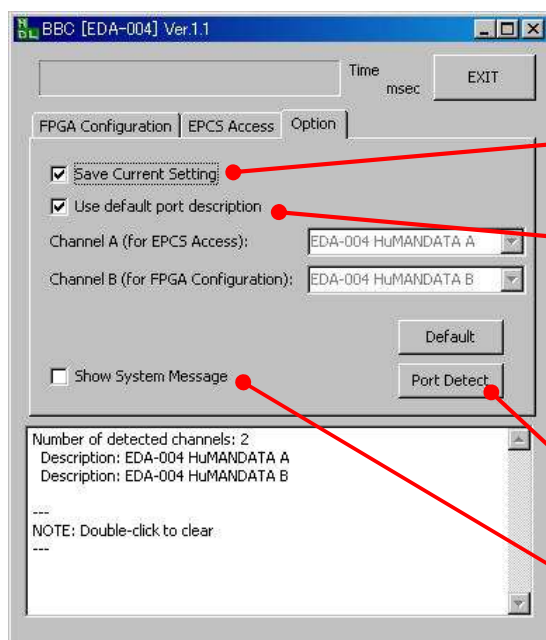 BBC [EDA-004] Ver.1.1
Time
msec
EXIT
FPGA Configuration
EPCS Access
Option
Save Current Setting
Use default port description
Channel A (for EPCS Access):
EDA-004 HuMANDATA A
Channel B (for FPGA Configuration):
EDA-004 HuMANDATA B
Default
Show System Message
Port Detect
Number of detected channels: 2
Description: EDA-004 HuMANDATA A
Description: EDA-004 HuMANDATA B
---
NOTE: Double-click to clear
---